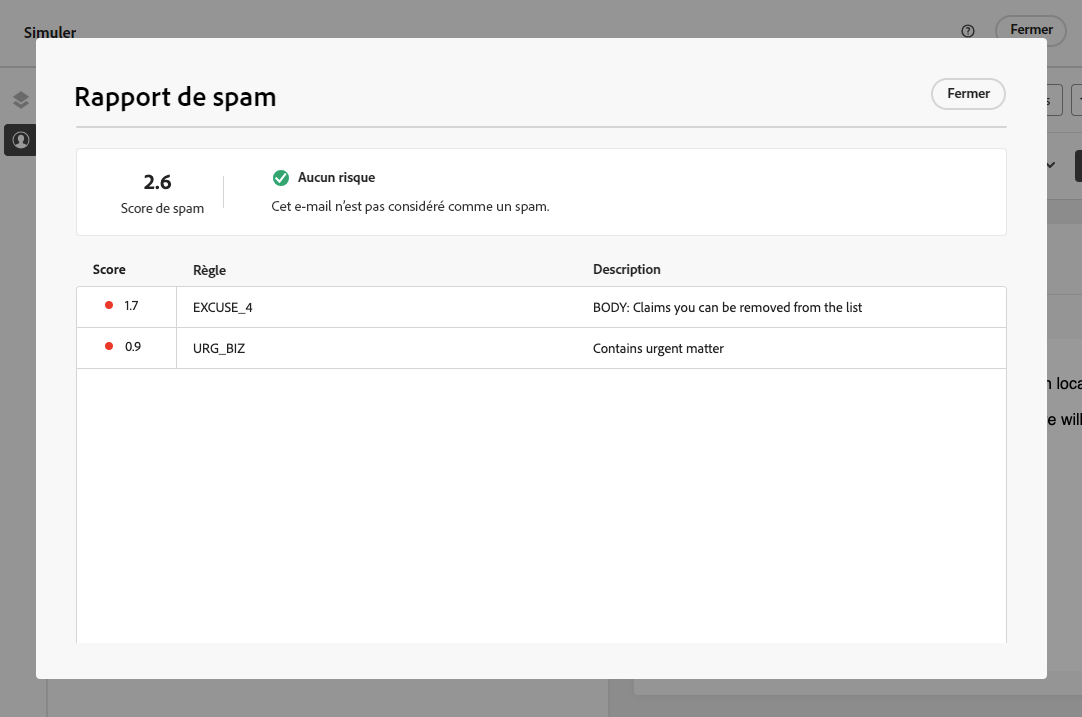 Simuler
Fermer
Rapport de spam
Fermer
2.6
Score de spam
Aucun risque
Cet e-mail n’est pas considéré comme un spam.
Score Règle Description
1.7 EXCUSE_4 BODY: Claims you can be removed from the list
0.9 URG_BIZ Contains urgent matter